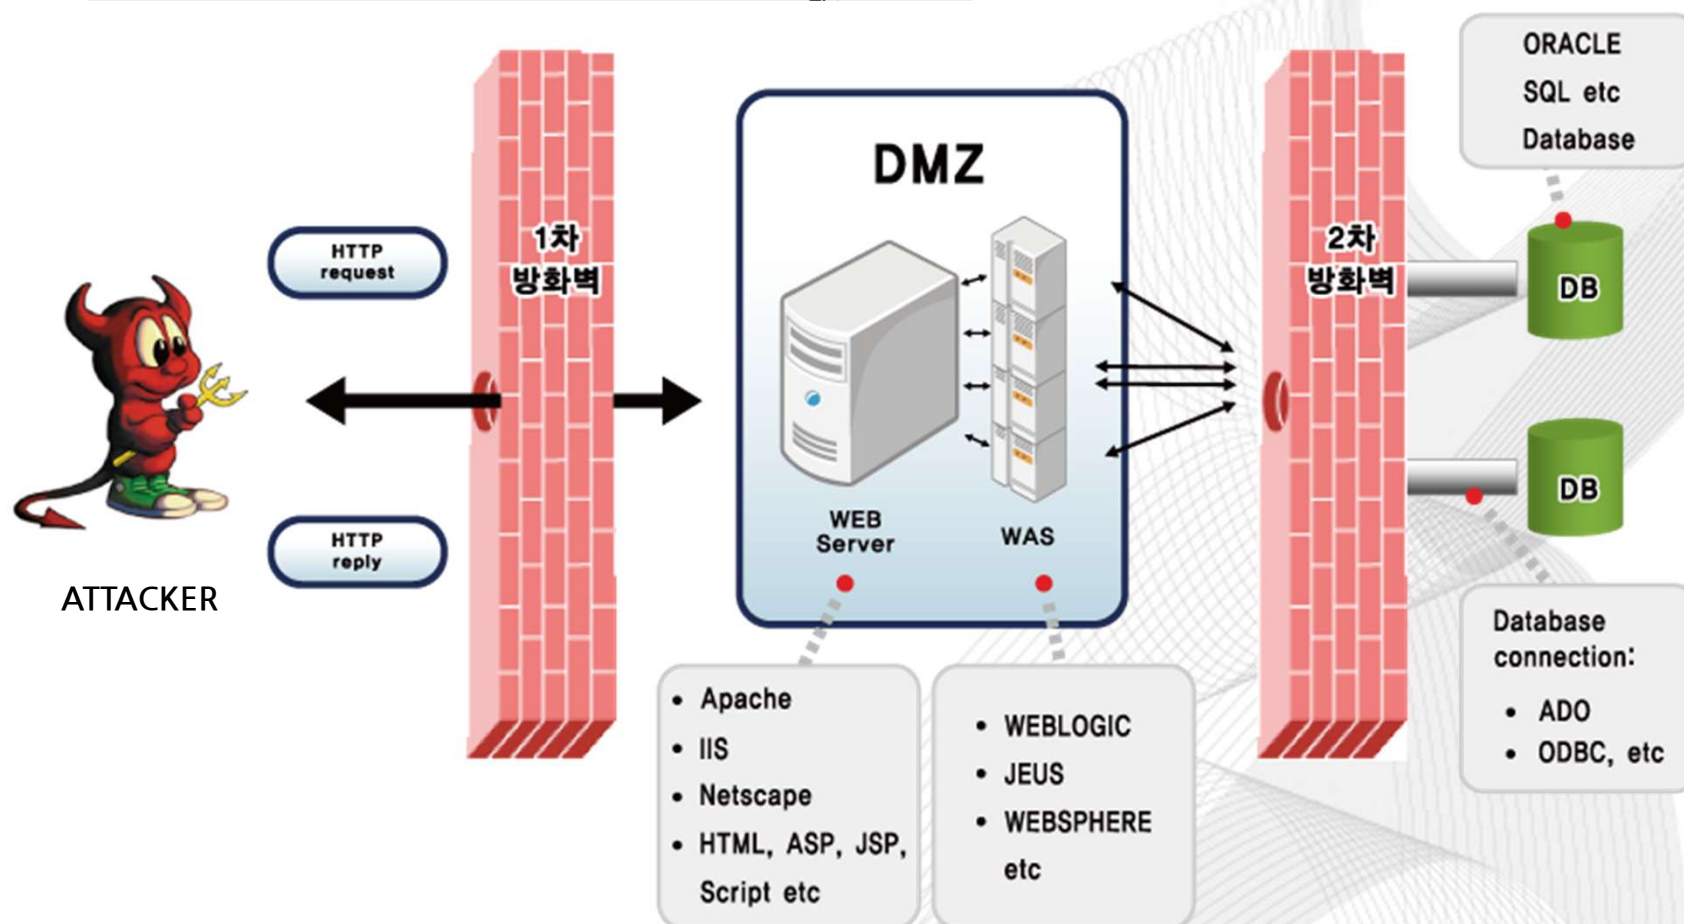 HTTP
request
HTTP
reply
ATTACKER
1차
방화벽
DMZ
WEB
Server
WAS
• Apache
• IIS
• Netscape
• HTML, ASP, JSP,
Script etc
• WEBLOGIC
• JEUS
• WEBSPHERE
etc
2차
방화벽
ORACLE
SQL etc
Database
DB
DB
Database
connection:
• ADO
• ODBC, etc